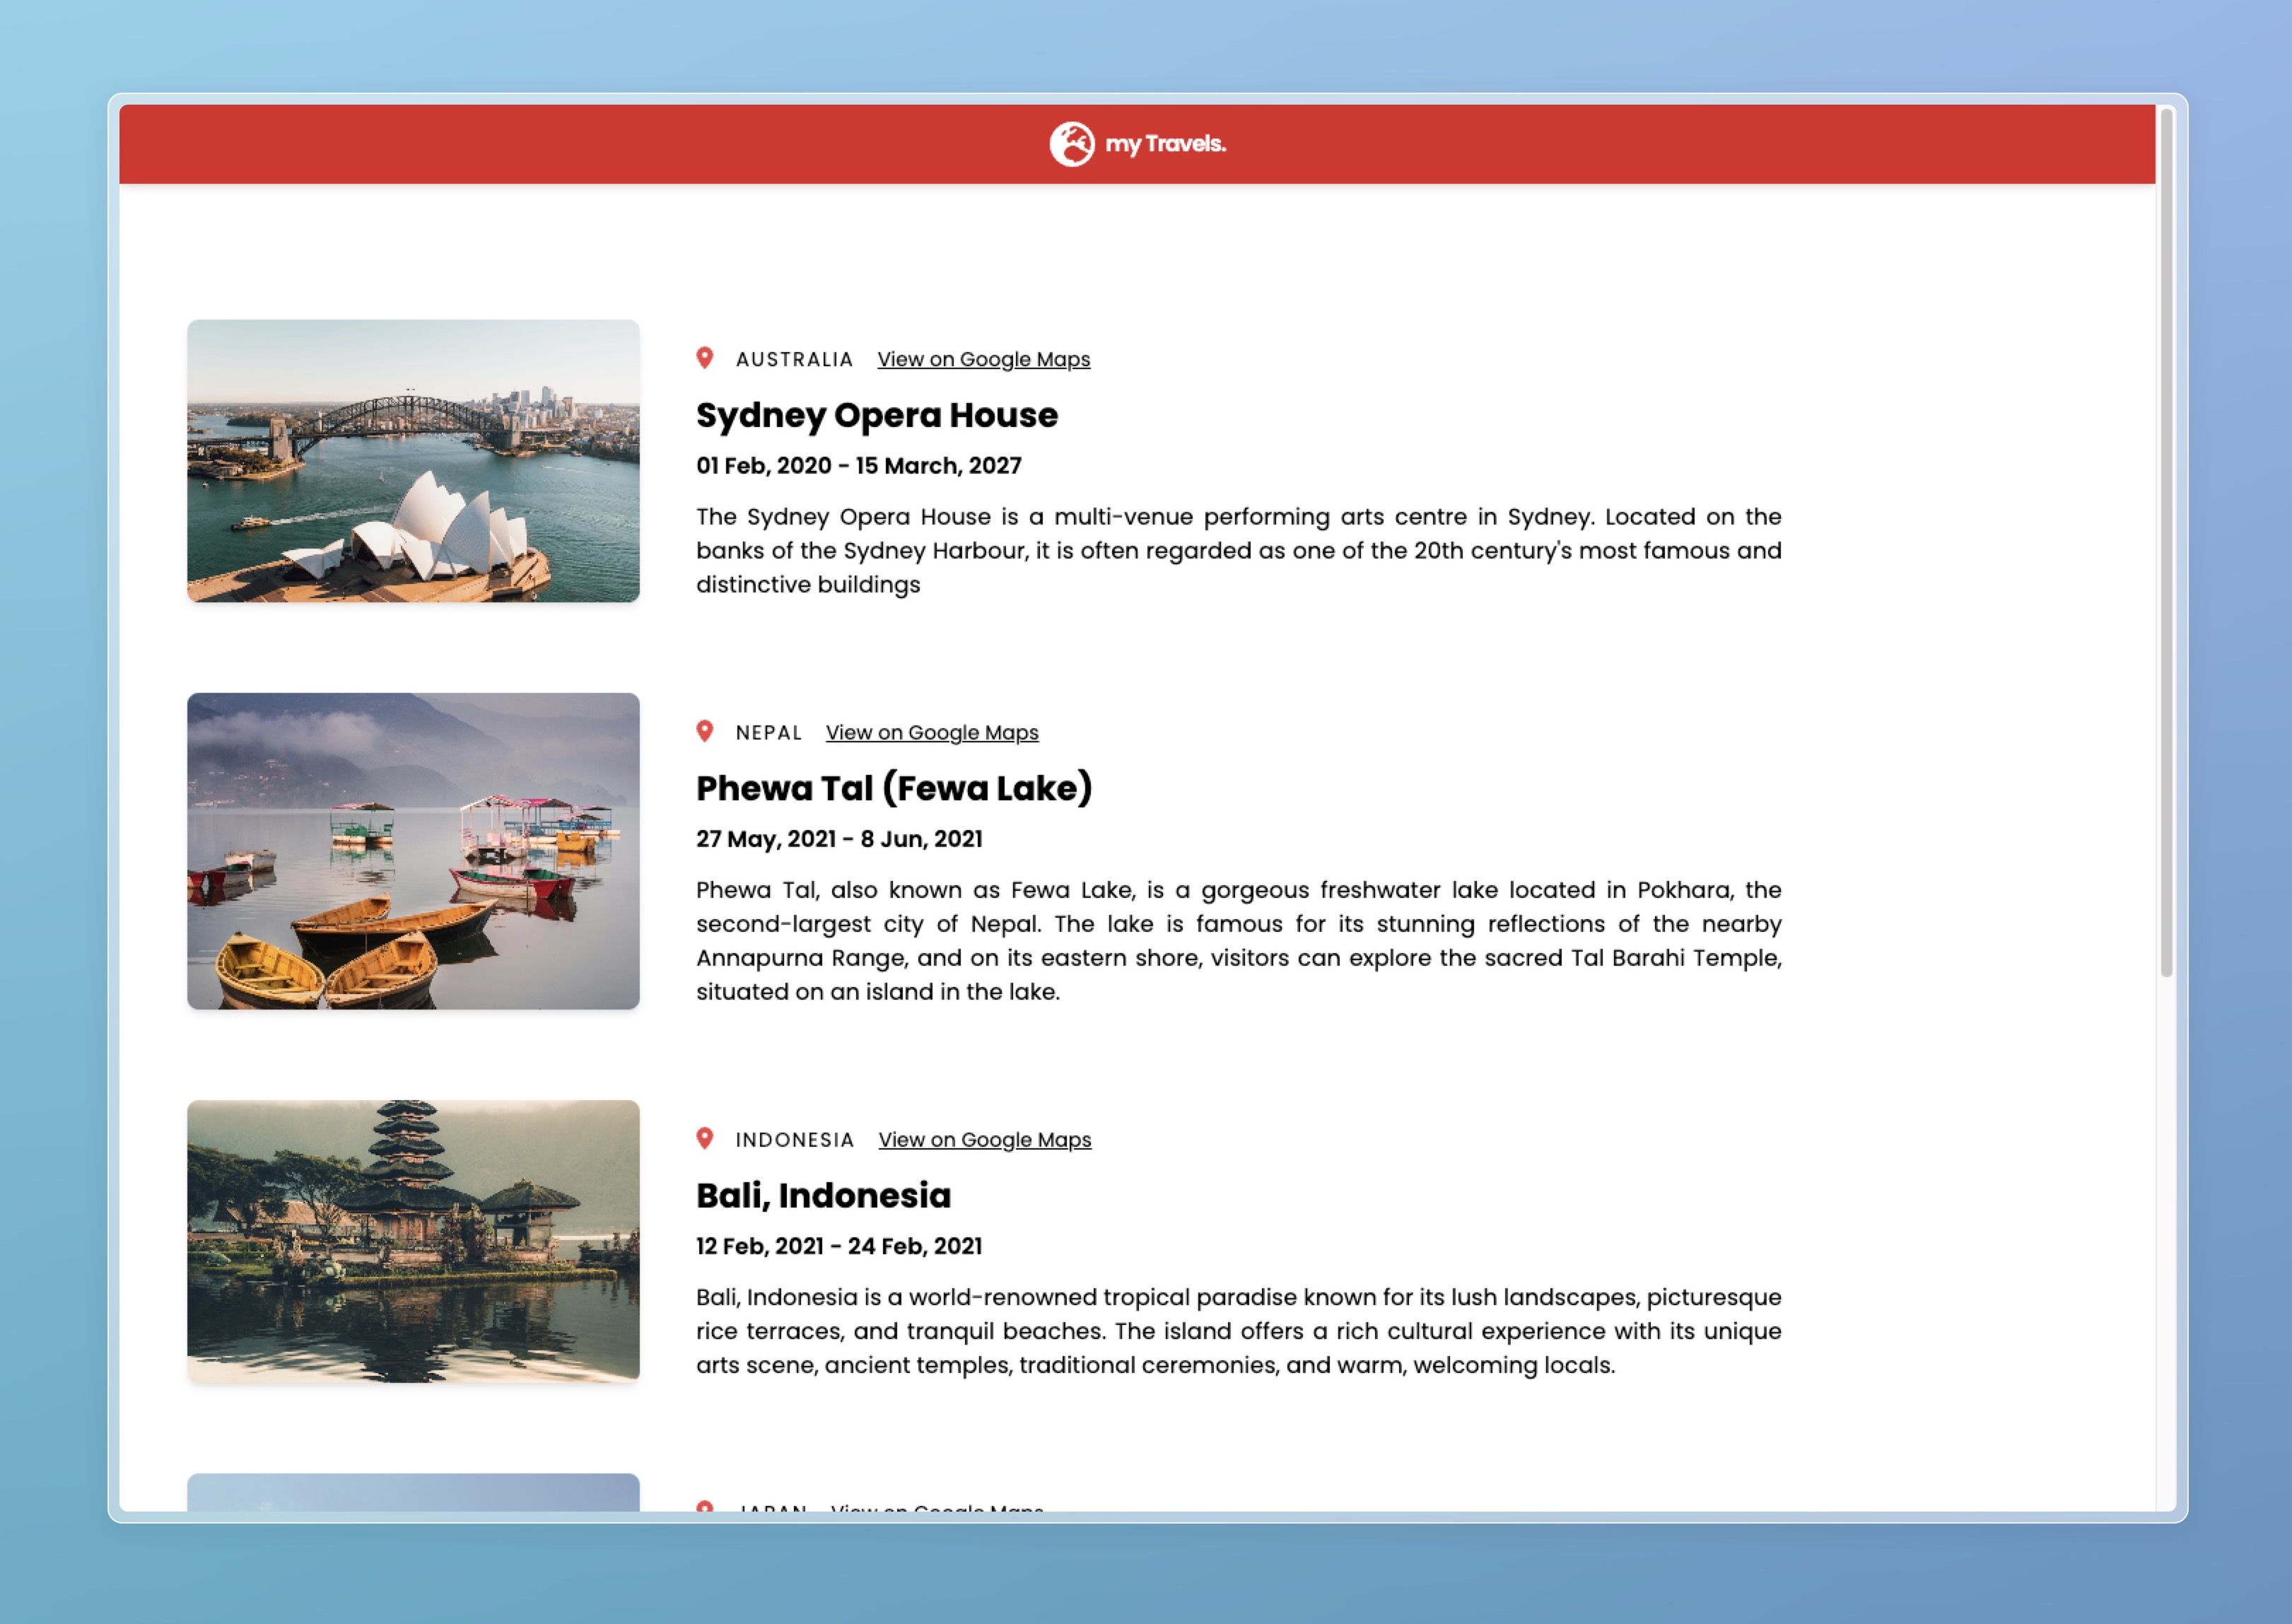 my Travels.
AUSTRALIA View on Google Maps
Sydney Opera House
01 Feb, 2020 - 15 March, 2027
The Sydney Opera House is a multi-venue performing arts centre in Sydney. Located on the
banks of the Sydney Harbour, it is often regarded as one of the 20th century's most famous and
distinctive buildings
NEPAL View on Google Maps
Phewa Tal (Fewa Lake)
27 May, 2021 - 8 Jun, 2021
Phewa Tal, also known as Fewa Lake, is a gorgeous freshwater lake located in Pokhara, the
second-largest city of Nepal. The lake is famous for its stunning reflections of the nearby
Annapurna Range, and on its eastern shore, visitors can explore the sacred Tal Barahi Temple,
situated on an island in the lake.
INDONESIA View on Google Maps
Bali, Indonesia
12 Feb, 2021 - 24 Feb, 2021
Bali, Indonesia is a world-renowned tropical paradise known for its lush landscapes, picturesque
rice terraces, and tranquil beaches. The island offers a rich cultural experience with its unique
arts scene, ancient temples, traditional ceremonies, and warm, welcoming locals.
JAPAN View on Google Maps